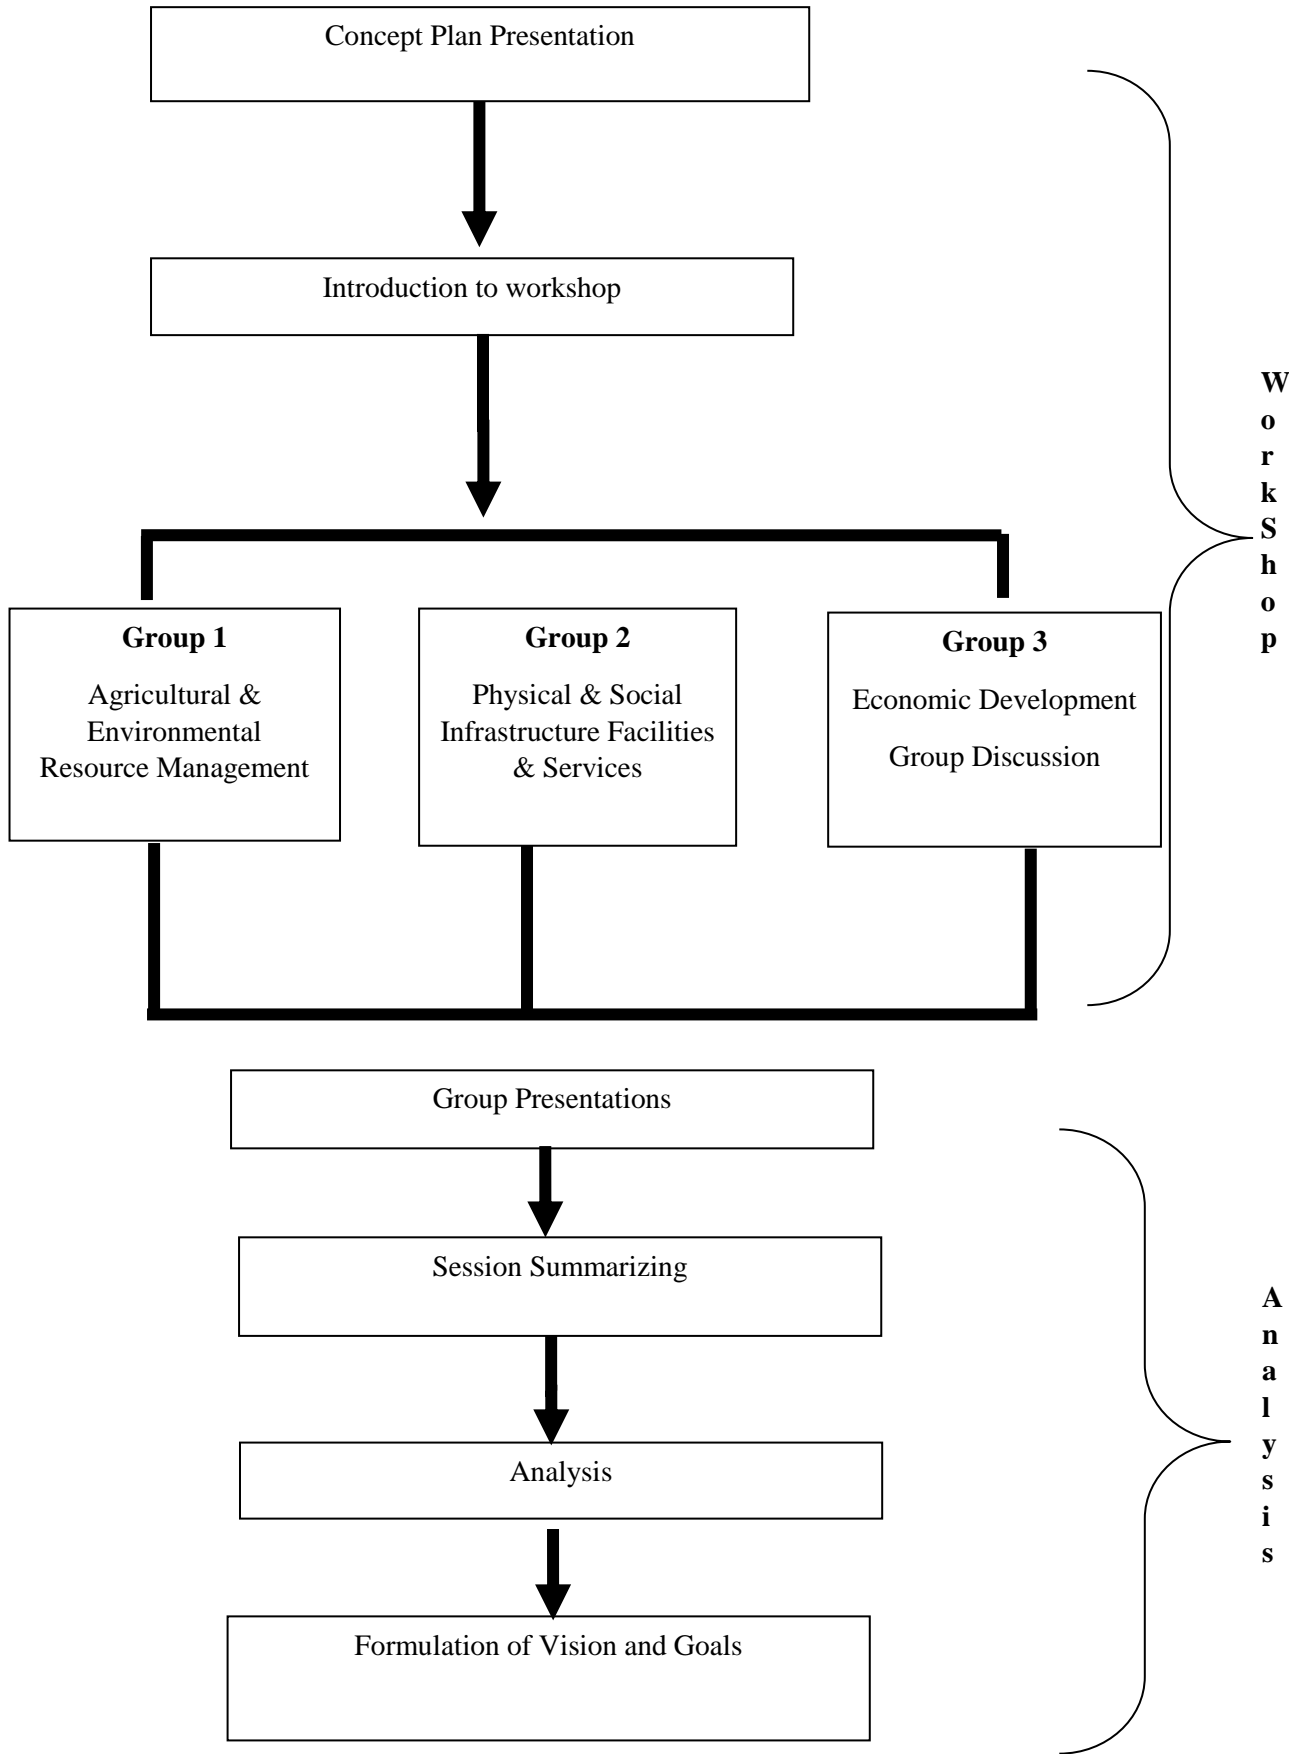 Concept Plan Presentation
Introduction to workshop
Group 1
Agricultural &
Environmental
Resource Management
Group 2
Physical & Social
Infrastructure Facilities
& Services
Group 3
Economic Development
Group Discussion
W
o
r
k
S
h
o
p
Group Presentations
Session Summarizing
Analysis
Formulation of Vision and Goals
A
n
a
l
y
s
i
s